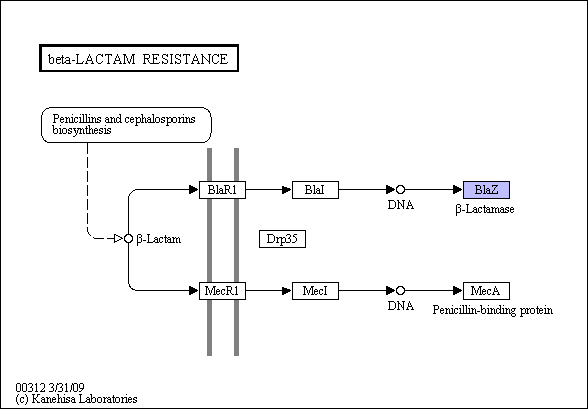 beta-LACTAM RESISTANCE
Penicillins and cephalosporins
biosynthesis
BlaR1
BlaI
DNA
BlaZ
β-Lactamase
β-Lactam
Drp35
MecR1
MecI
DNA
MecA
Penicillin-binding protein
00312 3/31/09
(c) Kanehisa Laboratories